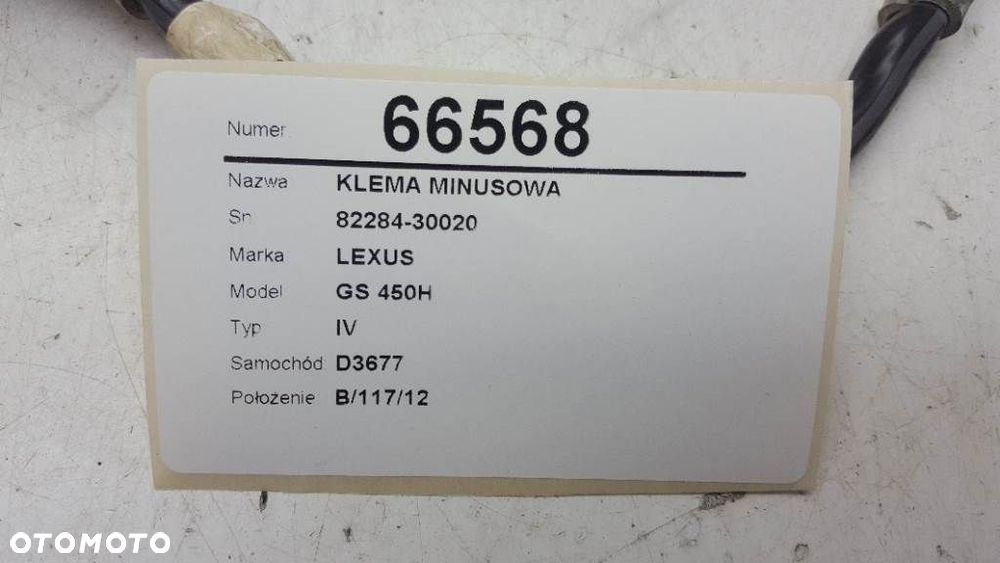 Numer 66568
Nazwa KLEMA MINUSOWA
Sn 82284-30020
Marka LEXUS
Model GS 450H
Typ IV
Samochód D3677
Położenie B/117/12
OTOMOTO